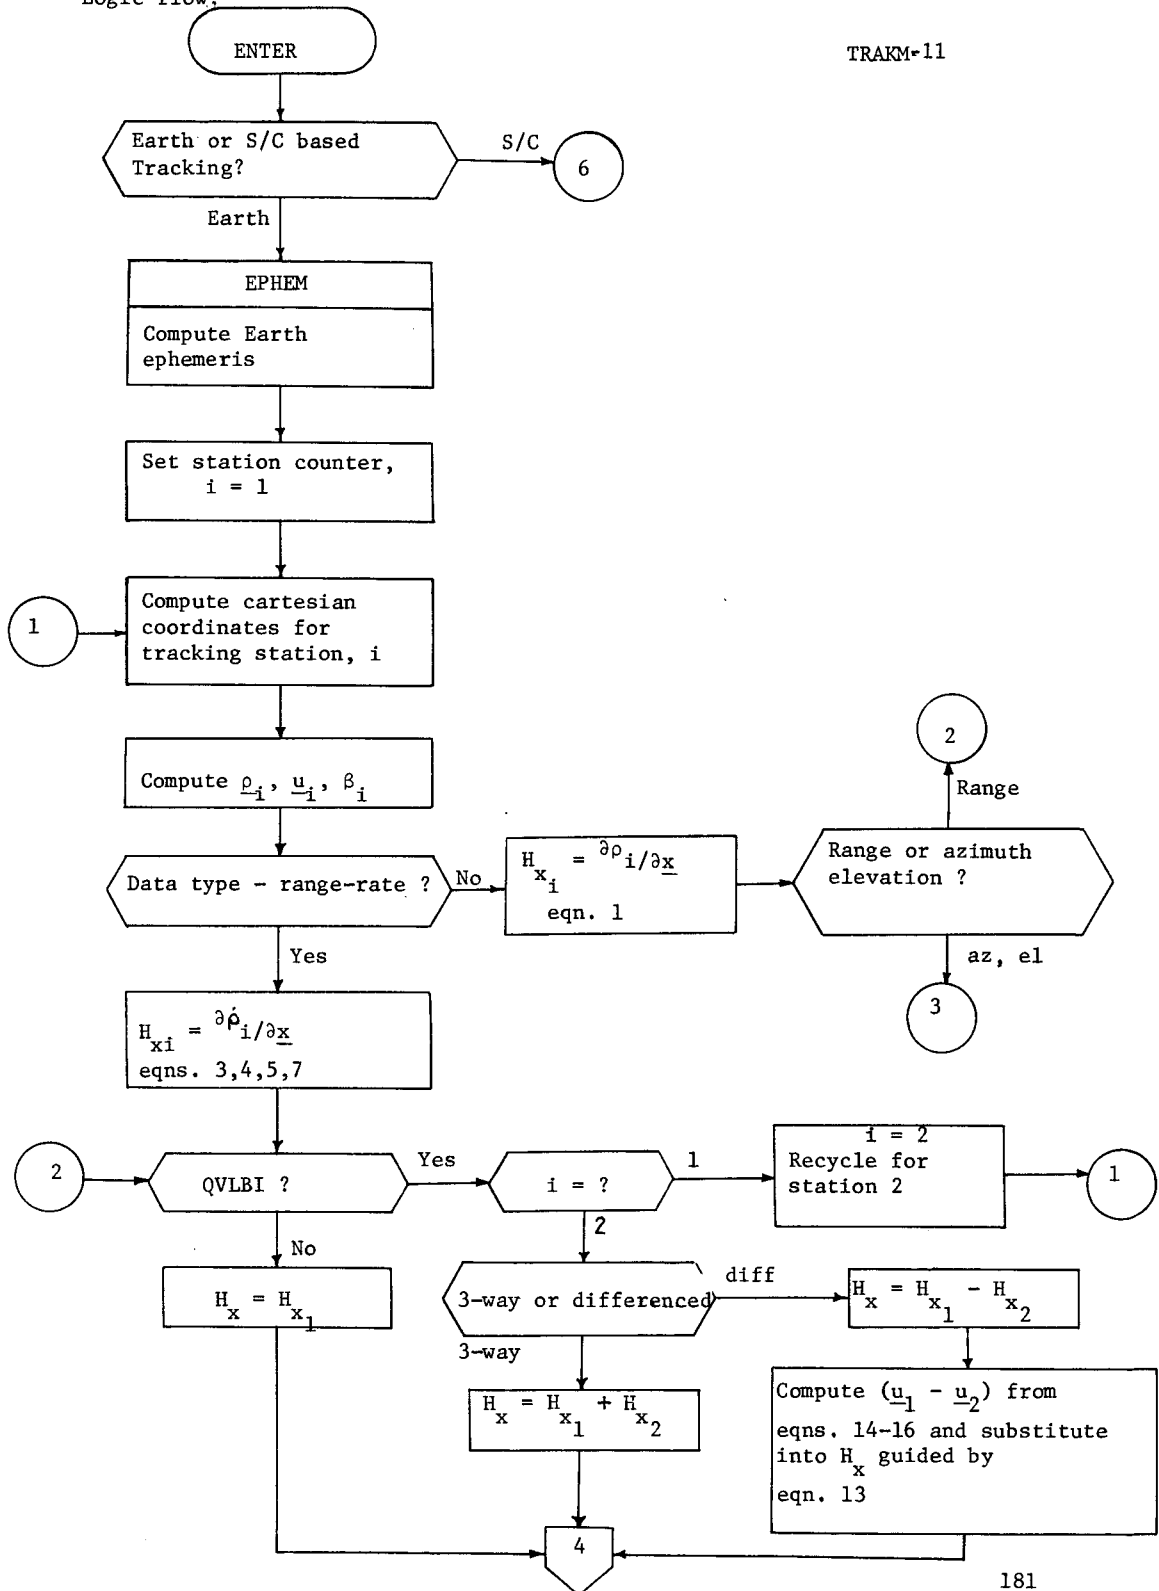 Logic flow.
ENTER
TRAKM-11
Earth or S/C based
Tracking?
S/C
6
Earth
EPHEM
Compute Earth
ephemeris
Set station counter,
i = 1
1
Compute cartesian
coordinates for
tracking station, i
Compute ρ_i, u_i, β_i
2
Range
Data type - range-rate ?
No
H_x_i = ∂ρ_i/∂x
eqn. 1
Range or azimuth
elevation ?
Yes
az, el
3
H_xi = ∂ρ̇_i/∂x
eqns. 3,4,5,7
2
QVLBI ?
Yes
i = ?
1
i = 2
Recycle for
station 2
1
No
2
H_x = H_x_1
3-way or differenced
diff
H_x = H_x_1 - H_x_2
3-way
H_x = H_x_1 + H_x_2
Compute (u_1 - u_2) from
eqns. 14-16 and substitute
into H_x guided by
eqn. 13
4
181